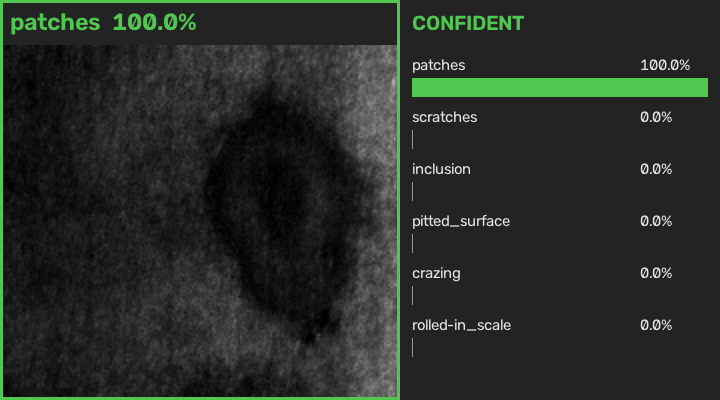 patches 100.0%
CONFIDENT
patches 100.0%
scratches 0.0%
inclusion 0.0%
pitted_surface 0.0%
crazing 0.0%
rolled-in_scale 0.0%